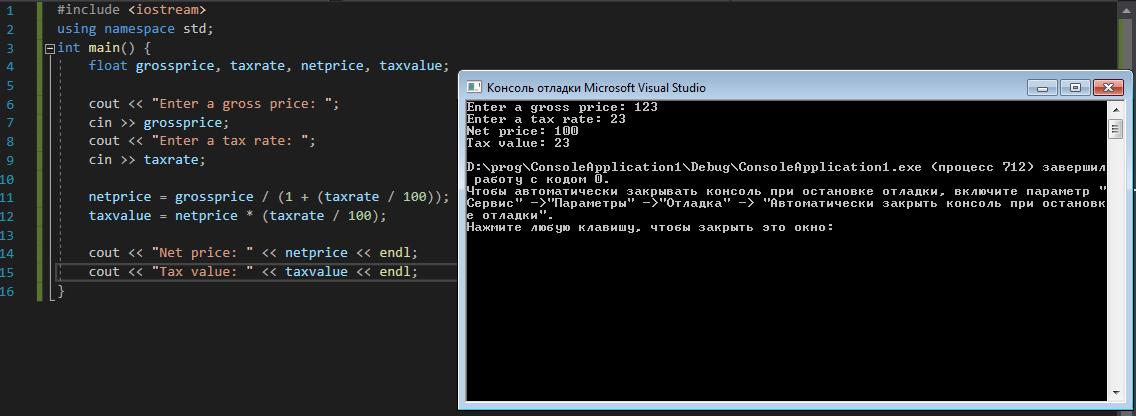 1 #include <iostream>
2 using namespace std;
3 int main() {
4 float grossprice, taxrate, netprice, taxvalue;
5
6 cout << "Enter a gross price: ";
7 cin >> grossprice;
8 cout << "Enter a tax rate: ";
9 cin >> taxrate;
10
11 netprice = grossprice / (1 + (taxrate / 100));
12 taxvalue = netprice * (taxrate / 100);
13
14 cout << "Net price: " << netprice << endl;
15 cout << "Tax value: " << taxvalue << endl;
16 }
Консоль отладки Microsoft Visual Studio
Enter a gross price: 123
Enter a tax rate: 23
Net price: 100
Tax value: 23
D:\prog\ConsoleApplication1\Debug\ConsoleApplication1.exe (процесс 712) завершил
работу с кодом 0.
Чтобы автоматически закрывать консоль при остановке отладки, включите параметр "
Сервис" ->"Параметры" ->"Отладка" -> "Автоматически закрыть консоль при остановк
е отладки".
Нажмите любую клавишу, чтобы закрыть это окно: